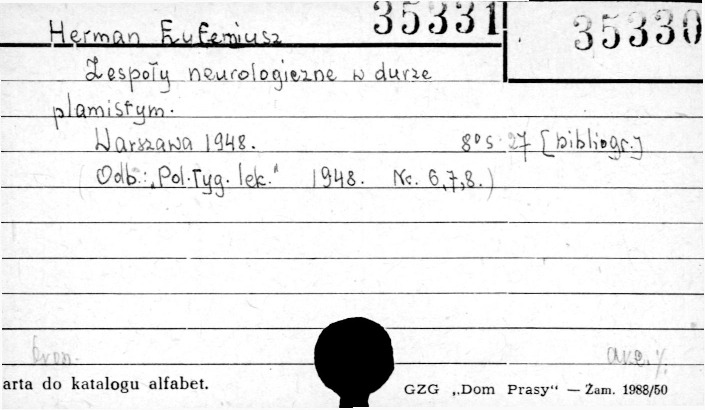 Herman Eufemiusz 35331 35330
Zespoły neurologiczne w durze
plamistym.
Warszawa 1948. 8° s. 27 [bibliogr.]
(Odb.: „Pol. Tyg. lek." 1948. Nr. 6,7,8.)
arta do katalogu alfabet. GZG „Dom Prasy“ — Zam. 1988/50